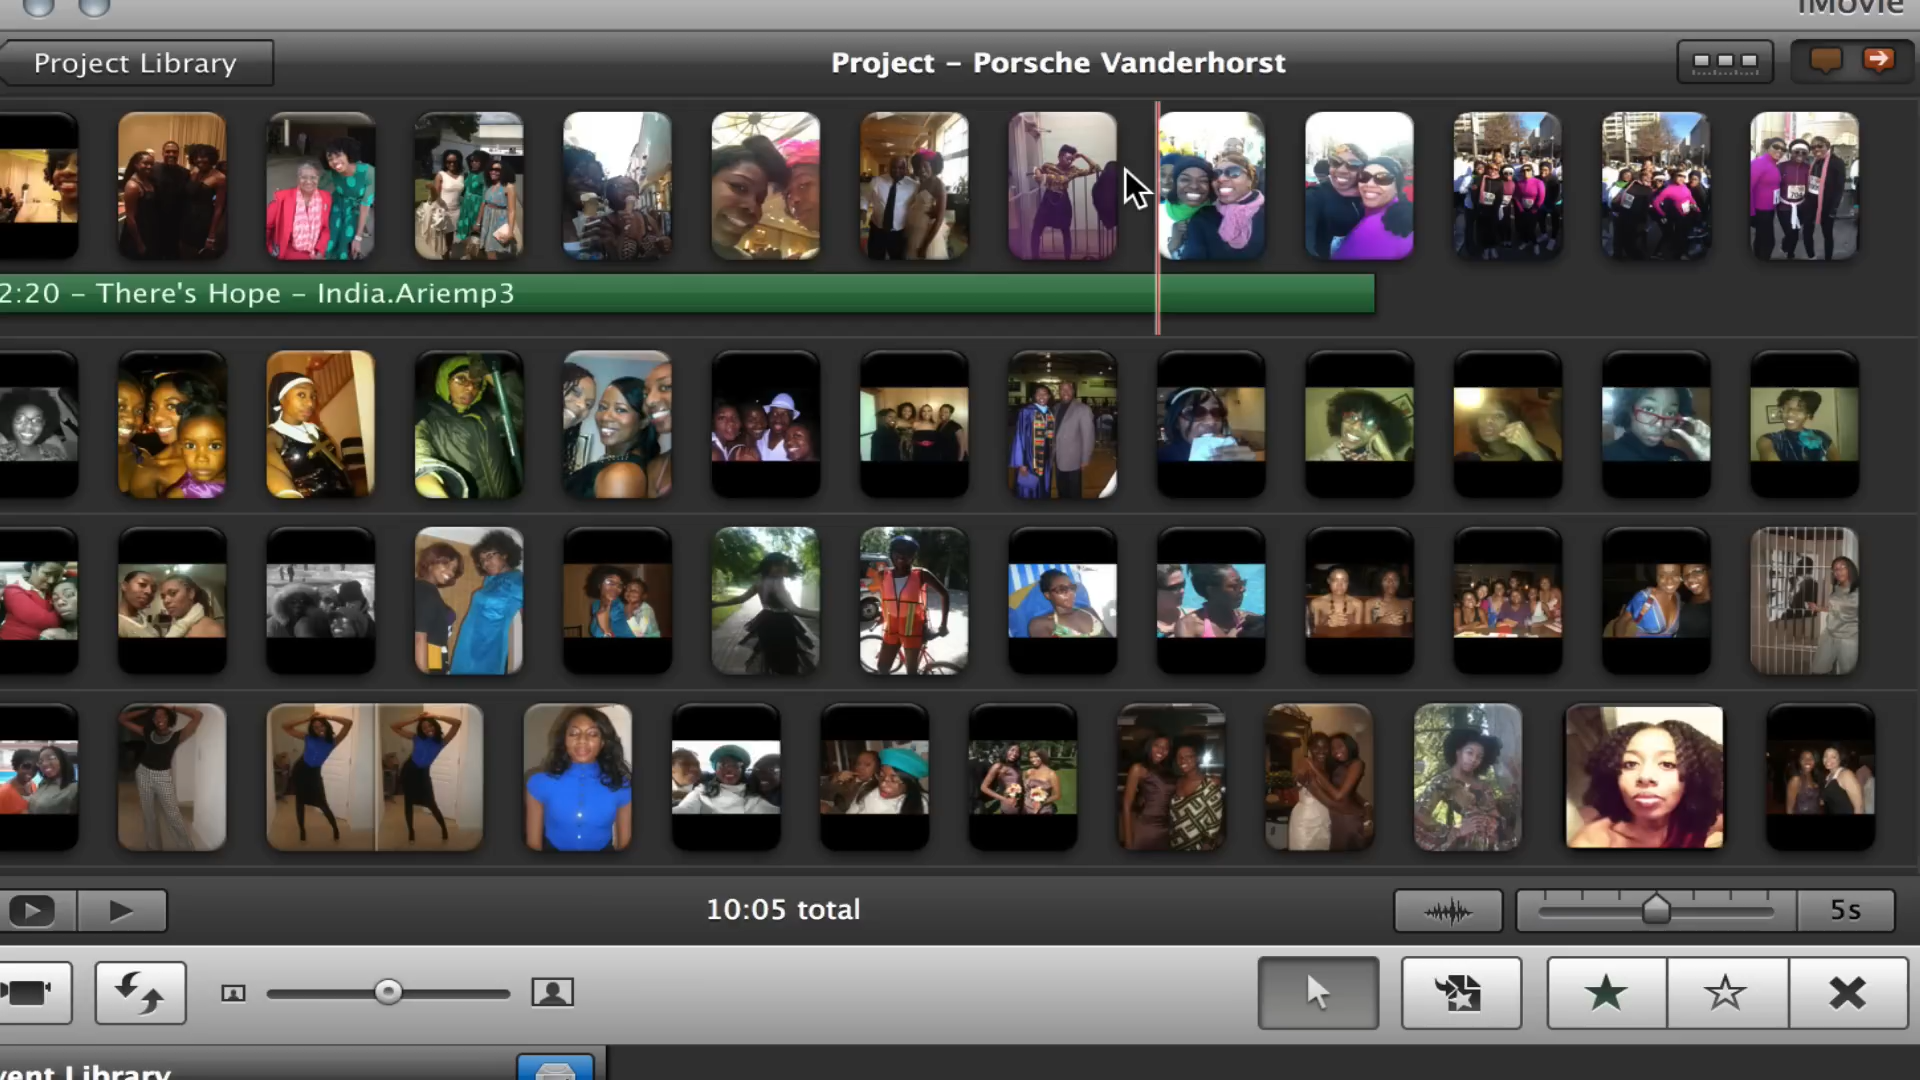 iMovie
Project Library
Project – Porsche Vanderhorst
2:20 – There's Hope – India.Ariemp3
10:05 total
5s
vent Library